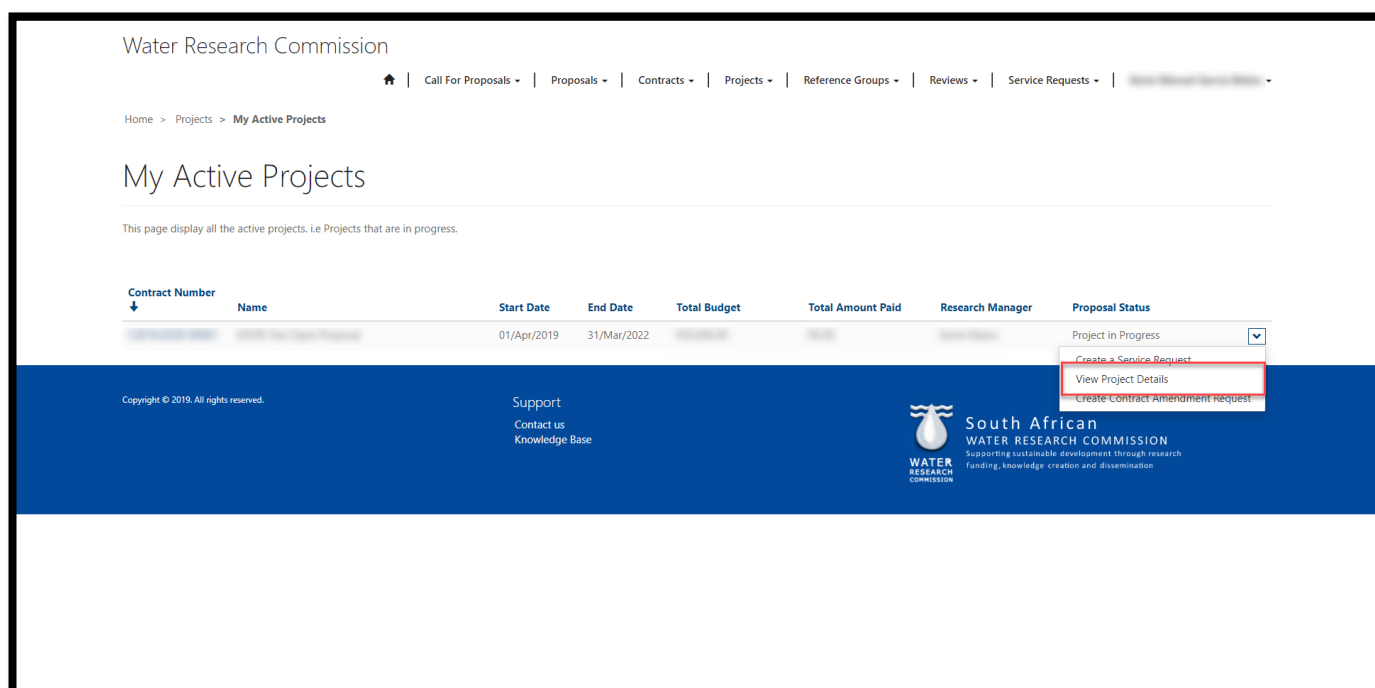 Water Research Commission
Call For Proposals | Proposals | Contracts | Projects | Reference Groups | Reviews | Service Requests |
Home > Projects > My Active Projects
My Active Projects
This page display all the active projects. i.e Projects that are in progress.
Contract Number
Name Start Date End Date Total Budget Total Amount Paid Research Manager Proposal Status
01/Apr/2019 31/Mar/2022 Project in Progress
Create a Service Request
View Project Details
Create Contract Amendment Request
Copyright © 2019. All rights reserved.
Support
Contact us
Knowledge Base
WATER
RESEARCH
COMMISSION
South African
WATER RESEARCH COMMISSION
Supporting sustainable development through research
funding, knowledge creation and dissemination